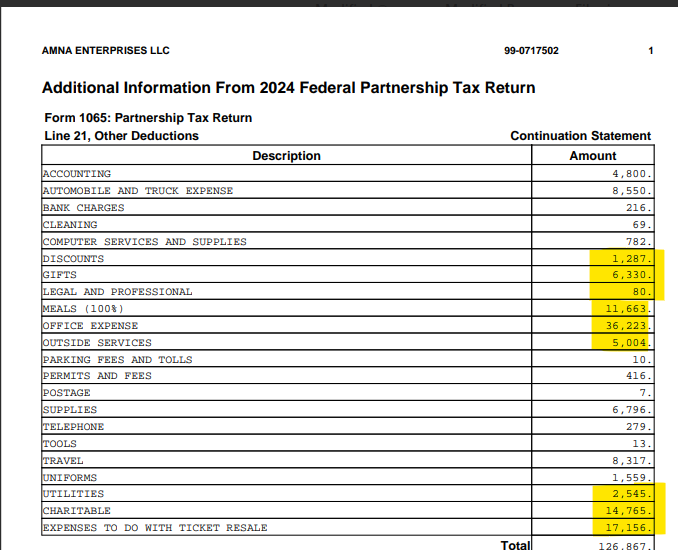 AMNA ENTERPRISES LLC 99-0717502 1
Additional Information From 2024 Federal Partnership Tax Return
Form 1065: Partnership Tax Return
Line 21, Other Deductions Continuation Statement
Description Amount
ACCOUNTING 4,800.
AUTOMOBILE AND TRUCK EXPENSE 8,550.
BANK CHARGES 216.
CLEANING 69.
COMPUTER SERVICES AND SUPPLIES 782.
DISCOUNTS 1,287.
GIFTS 6,330.
LEGAL AND PROFESSIONAL 80.
MEALS (100%) 11,663.
OFFICE EXPENSE 36,223.
OUTSIDE SERVICES 5,004.
PARKING FEES AND TOLLS 10.
PERMITS AND FEES 416.
POSTAGE 7.
SUPPLIES 6,796.
TELEPHONE 279.
TOOLS 13.
TRAVEL 8,317.
UNIFORMS 1,559.
UTILITIES 2,545.
CHARITABLE 14,765.
EXPENSES TO DO WITH TICKET RESALE 17,156.
Total 126,867.